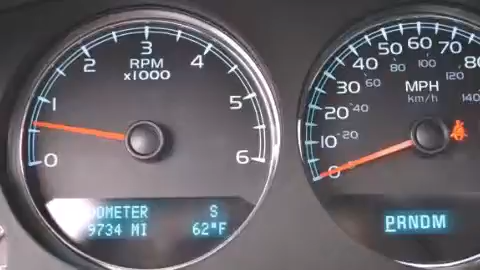 0 1 2 3 4 5 6
RPM
x1000
ODOMETER S
9734 MI 62°F
0 10 20 30 40 50 60 70 80
20 40 60 80 100 120 140
MPH
km/h
PRNDM